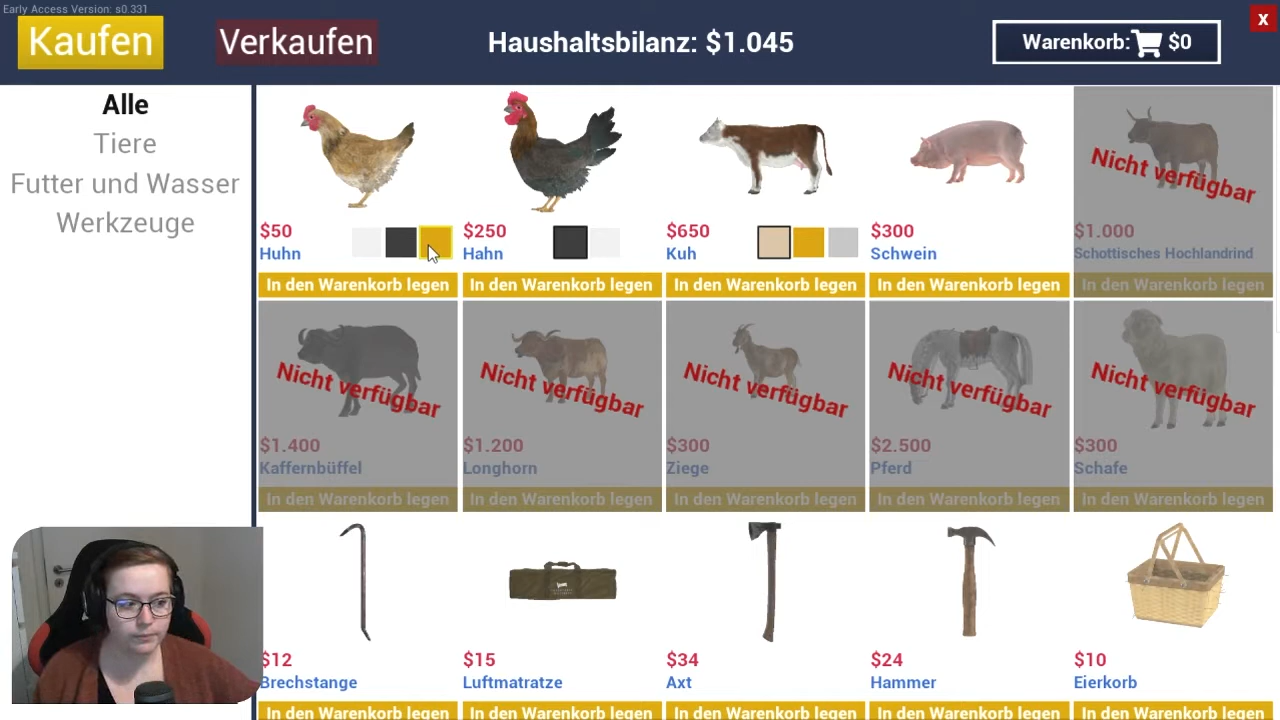 Early Access Version: s0.331
Kaufen
Verkaufen
Haushaltsbilanz: $1.045
Warenkorb: $0
x
Alle
Tiere
Futter und Wasser
Werkzeuge
$50
Huhn
In den Warenkorb legen
$250
Hahn
In den Warenkorb legen
$650
Kuh
In den Warenkorb legen
$300
Schwein
In den Warenkorb legen
Nicht verfügbar
$1.000
Schottisches Hochlandrind
In den Warenkorb legen
Nicht verfügbar
$1.400
Kaffernbüffel
In den Warenkorb legen
Nicht verfügbar
$1.200
Longhorn
In den Warenkorb legen
Nicht verfügbar
$300
Ziege
In den Warenkorb legen
Nicht verfügbar
$2.500
Pferd
In den Warenkorb legen
Nicht verfügbar
$300
Schafe
In den Warenkorb legen
$12
Brechstange
In den Warenkorb legen
$15
Luftmatratze
In den Warenkorb legen
$34
Axt
In den Warenkorb legen
$24
Hammer
In den Warenkorb legen
$10
Eierkorb
In den Warenkorb legen